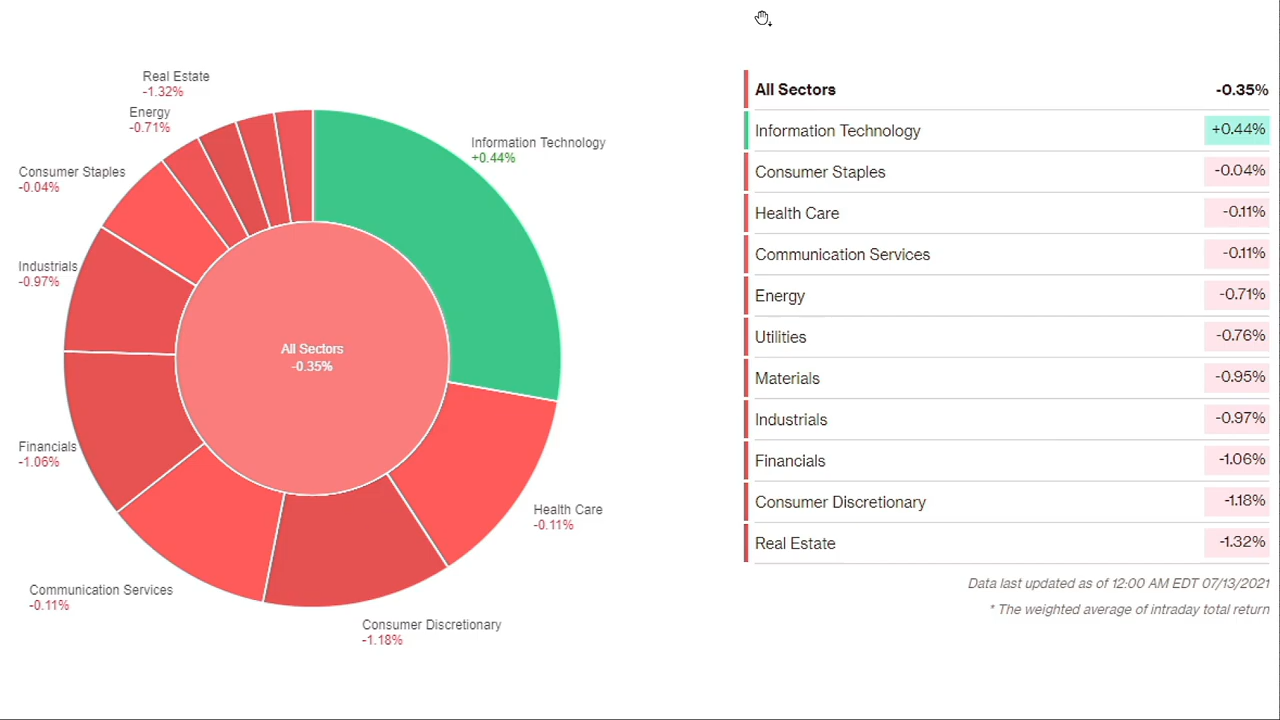 Real Estate
-1.32%
Energy
-0.71%
Consumer Staples
-0.04%
Industrials
-0.97%
Financials
-1.06%
Communication Services
-0.11%
Consumer Discretionary
-1.18%
Health Care
-0.11%
Information Technology
+0.44%
All Sectors
-0.35%
All Sectors -0.35%
Information Technology +0.44%
Consumer Staples -0.04%
Health Care -0.11%
Communication Services -0.11%
Energy -0.71%
Utilities -0.76%
Materials -0.95%
Industrials -0.97%
Financials -1.06%
Consumer Discretionary -1.18%
Real Estate -1.32%
Data last updated as of 12:00 AM EDT 07/13/2021
* The weighted average of intraday total return